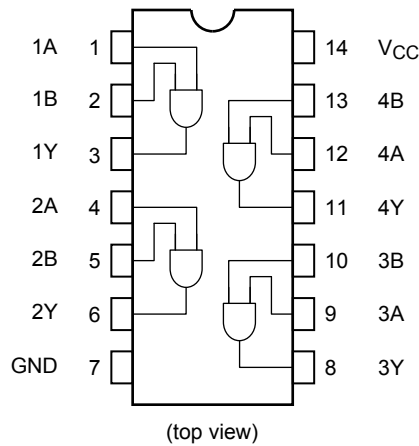 1A 1 14 VCC
1B 2 13 4B
1Y 3 12 4A
2A 4 11 4Y
2B 5 10 3B
2Y 6 9 3A
GND 7 8 3Y
(top view)